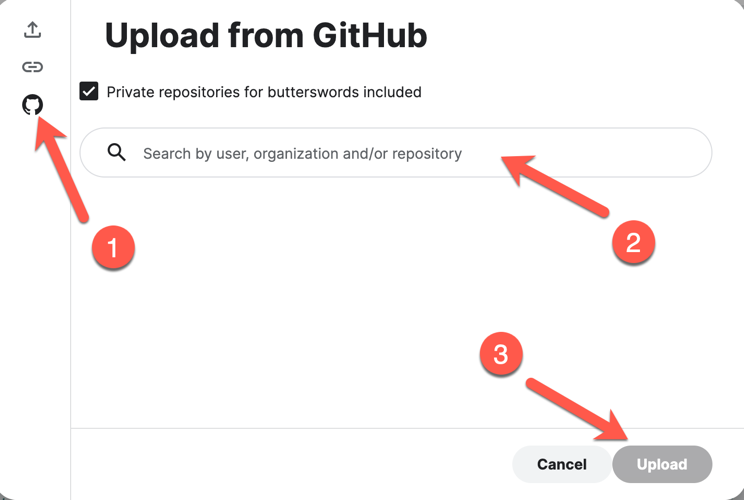 Upload from GitHub
Private repositories for butterswords included
Search by user, organization and/or repository
1
2
3
Cancel
Upload